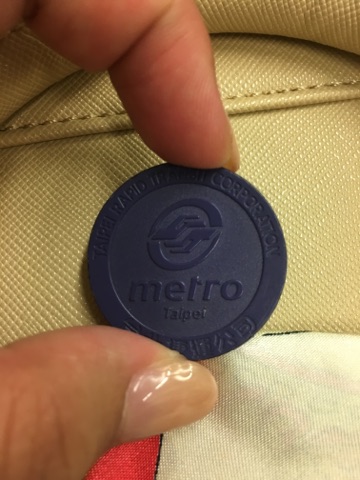 TAIPEI RAPID TRANSIT CORPORATION
metro
Taipei